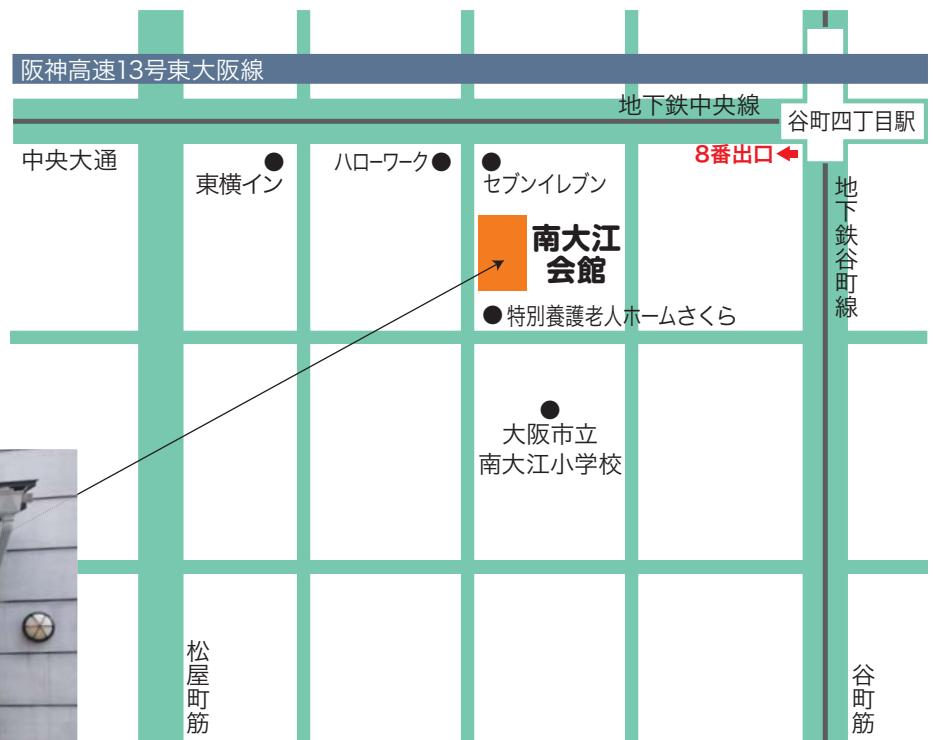 阪神高速13号東大阪線
地下鉄中央線
谷町四丁目駅
中央大通
8番出口
東横イン
ハローワーク
セブンイレブン
地下鉄谷町線
南大江
会館
特別養護老人ホームさくら
大阪市立
南大江小学校
松屋町筋
谷町筋